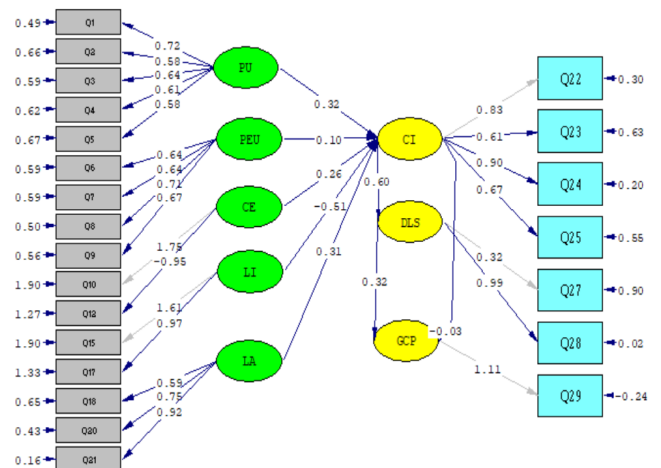 0.49 Q1
0.66 Q2
0.59 Q3
0.62 Q4
0.67 Q5
0.59 Q6
0.59 Q7
0.50 Q8
0.56 Q9
1.90 Q10
1.27 Q12
1.90 Q15
1.33 Q17
0.65 Q18
0.43 Q20
0.16 Q21
0.72
0.58
0.64
0.61
0.58
0.64
0.64
0.71
0.67
1.75
-0.95
1.61
0.97
0.59
0.75
0.92
PU
PEU
CE
LI
LA
0.32
0.10
0.26
-0.51
0.31
CI
0.60
DLS
0.32
GCP
-0.03
0.83
0.61
0.90
0.67
0.32
0.99
1.11
Q22 0.30
Q23 0.63
Q24 0.20
Q25 0.55
Q27 0.90
Q28 0.02
Q29 -0.24